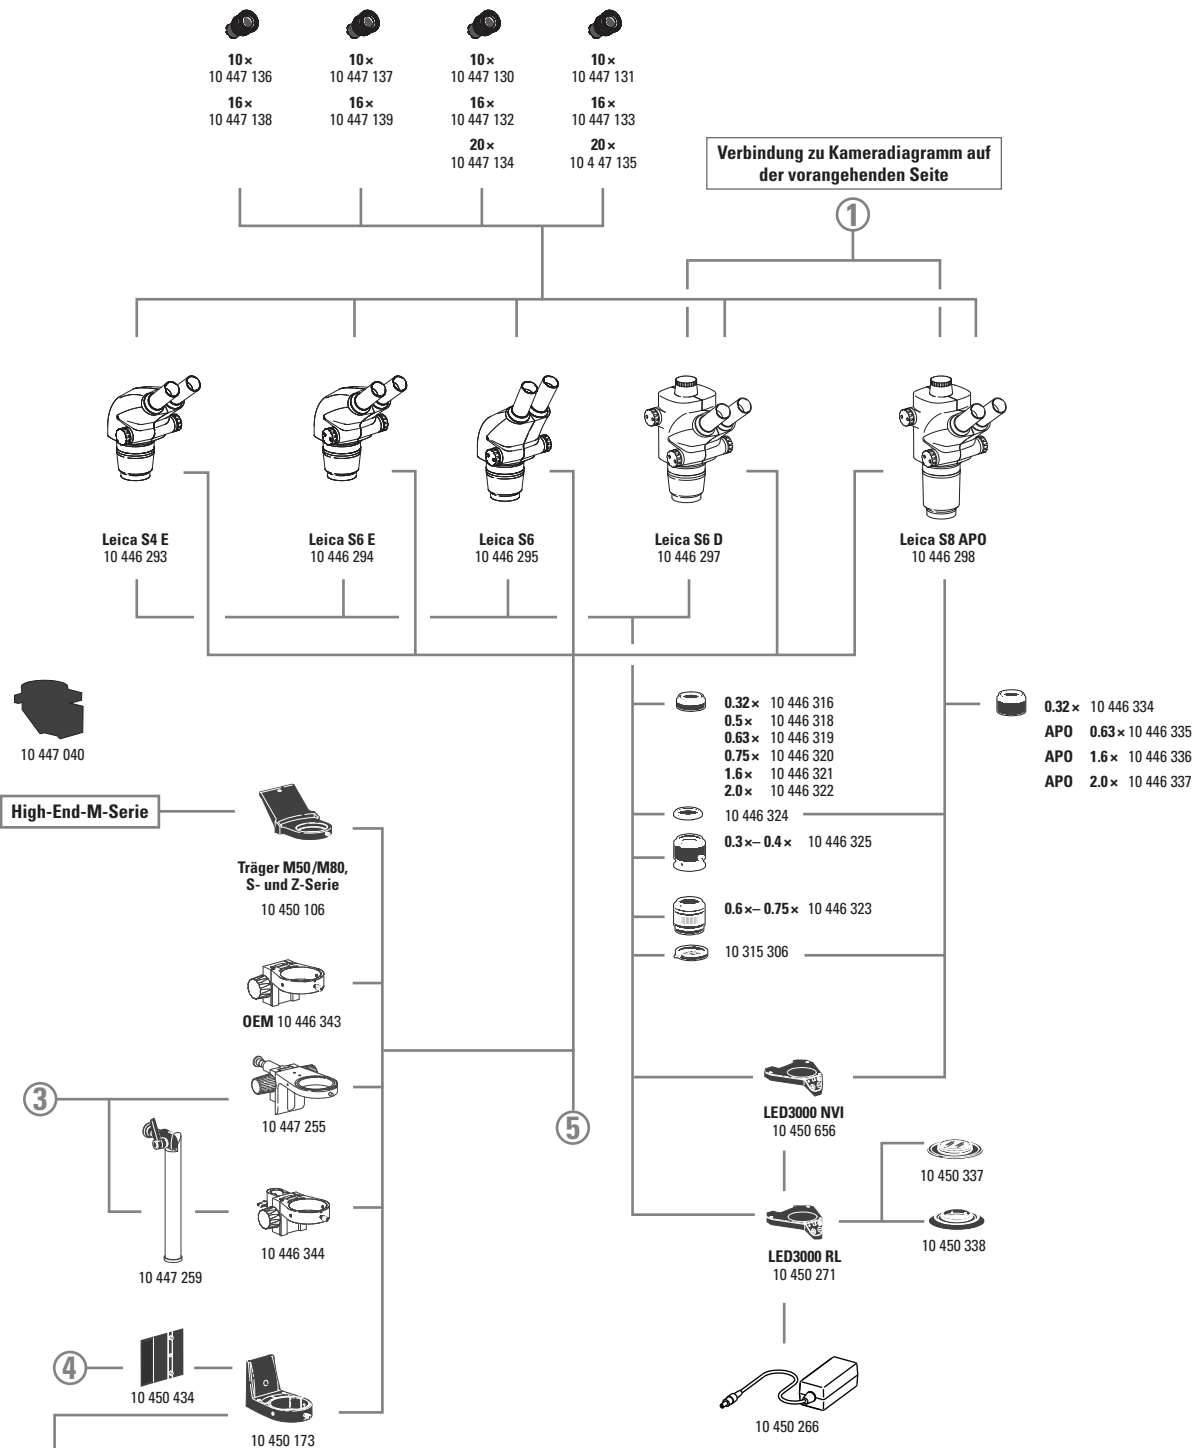 10× 10× 10× 10×
10 447 136 10 447 137 10 447 130 10 447 131
16× 16× 16× 16×
10 447 138 10 447 139 10 447 132 10 447 133
20× 20×
10 447 134 10 4 47 135
Verbindung zu Kameradiagramm auf
der vorangehenden Seite
1
Leica S4 E Leica S6 E Leica S6 Leica S6 D Leica S8 APO
10 446 293 10 446 294 10 446 295 10 446 297 10 446 298
10 447 040
0.32× 10 446 316
0.5× 10 446 318
0.63× 10 446 319
0.75× 10 446 320
1.6× 10 446 321
2.0× 10 446 322
0.32× 10 446 334
APO 0.63× 10 446 335
APO 1.6× 10 446 336
APO 2.0× 10 446 337
High-End-M-Serie
10 446 324
0.3×– 0.4× 10 446 325
Träger M50/M80,
S- und Z-Serie
10 450 106
0.6×– 0.75× 10 446 323
10 315 306
OEM 10 446 343
3
10 447 255
5
LED3000 NVI
10 450 656
10 450 337
10 446 344
10 447 259
LED3000 RL
10 450 271
10 450 338
4
10 450 434
10 450 173
10 450 266